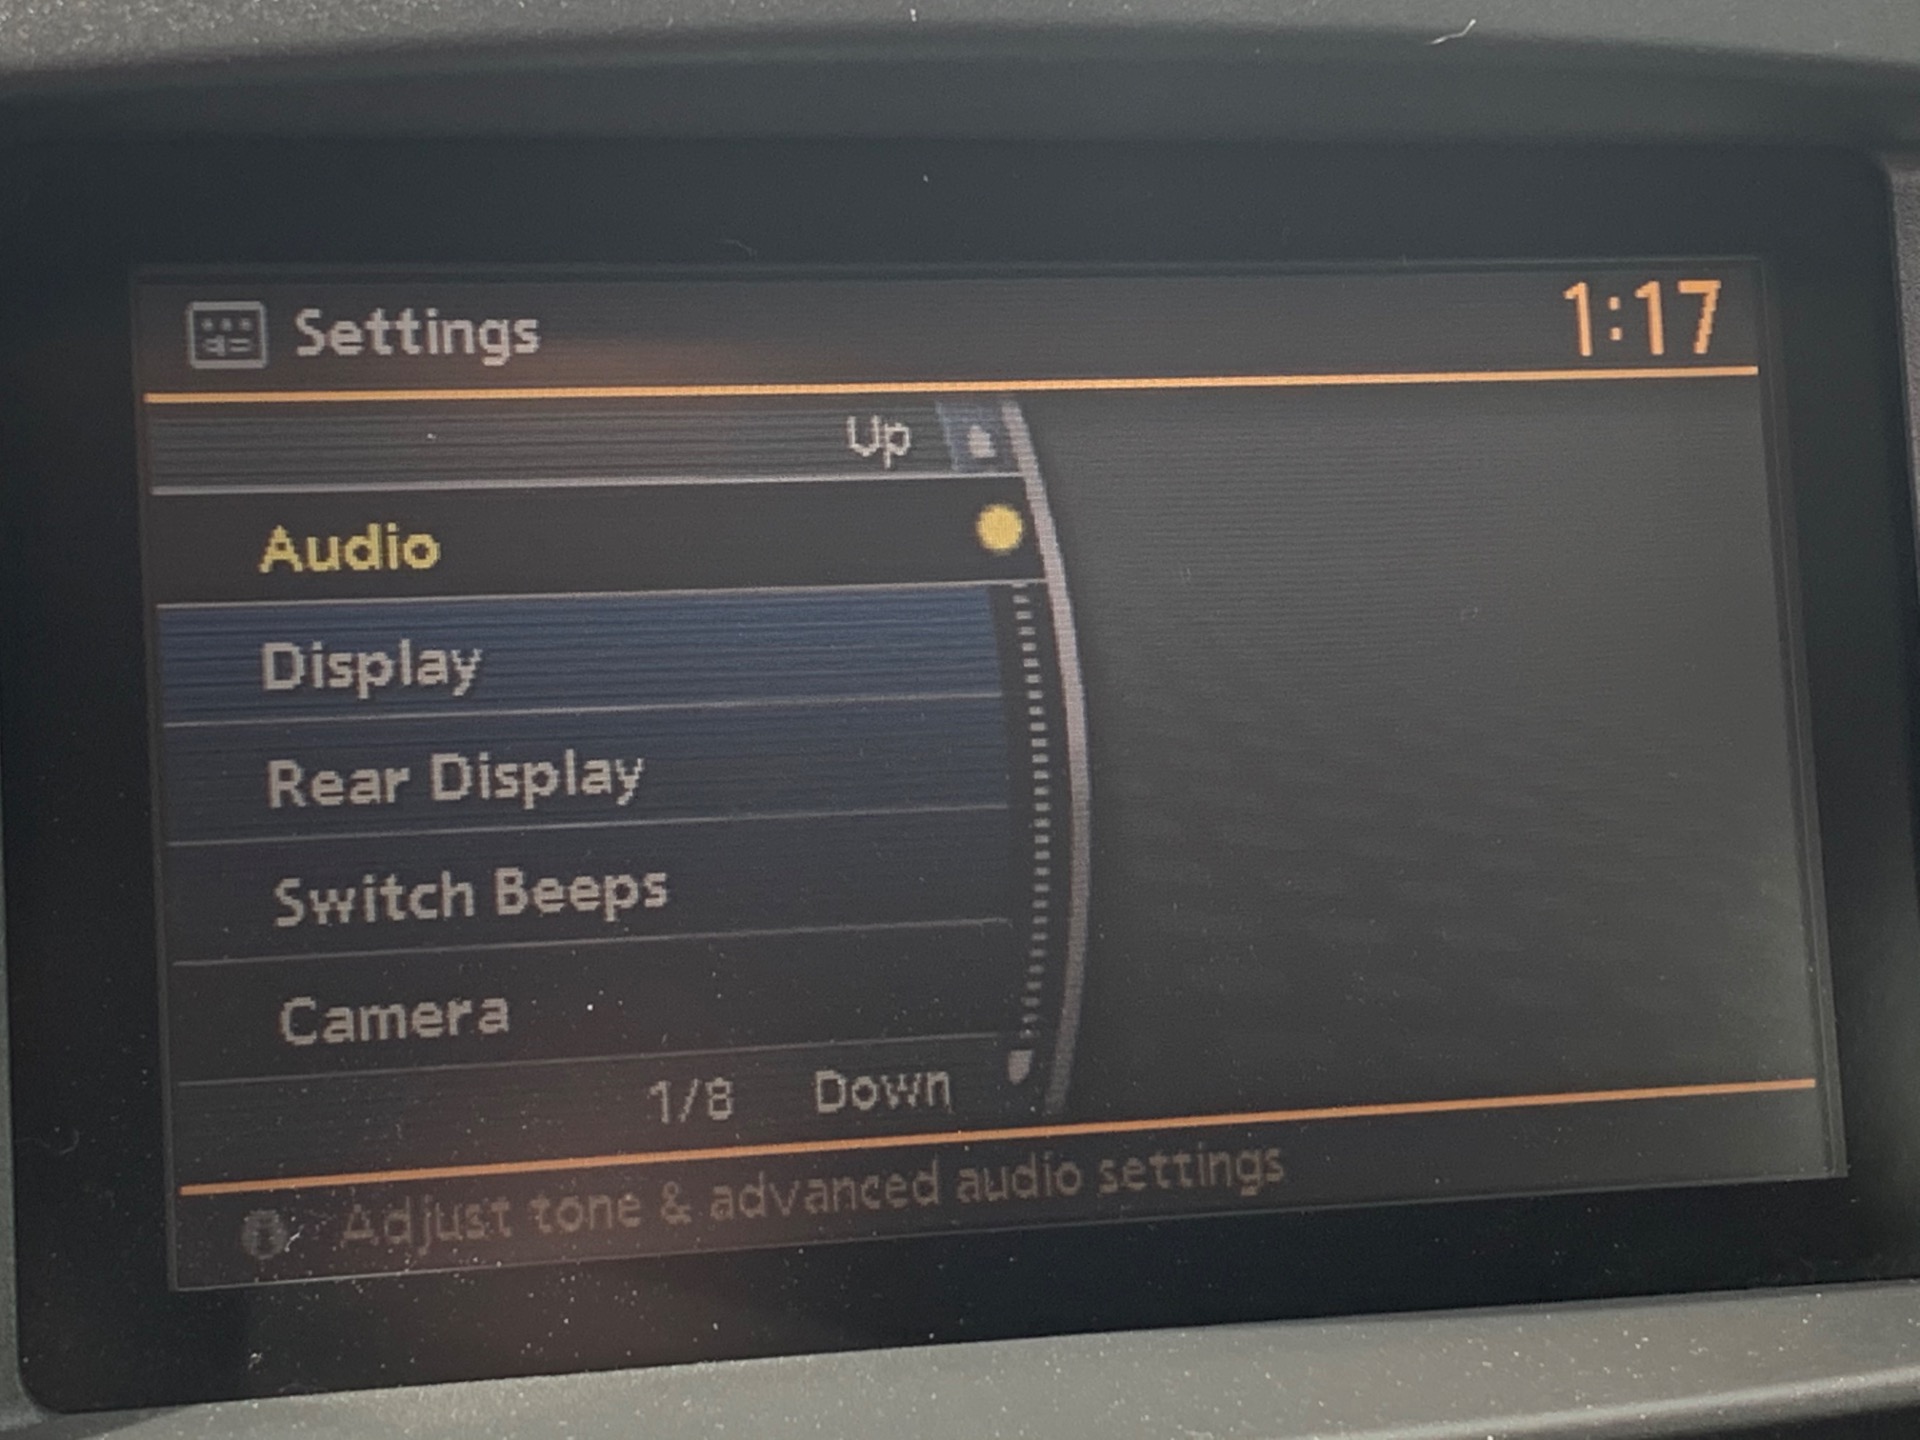 Settings 1:17
Up
Audio
Display
Rear Display
Switch Beeps
Camera
1/8 Down
Adjust tone & advanced audio settings